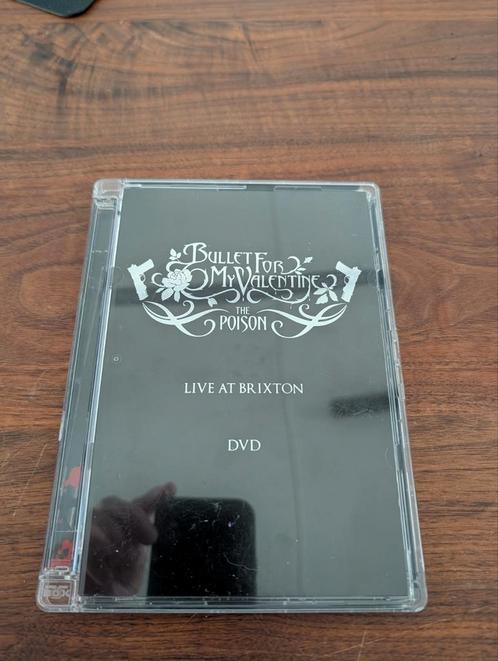 BULLET FOR
MY VALENTINE
THE
POISON
LIVE AT BRIXTON
DVD